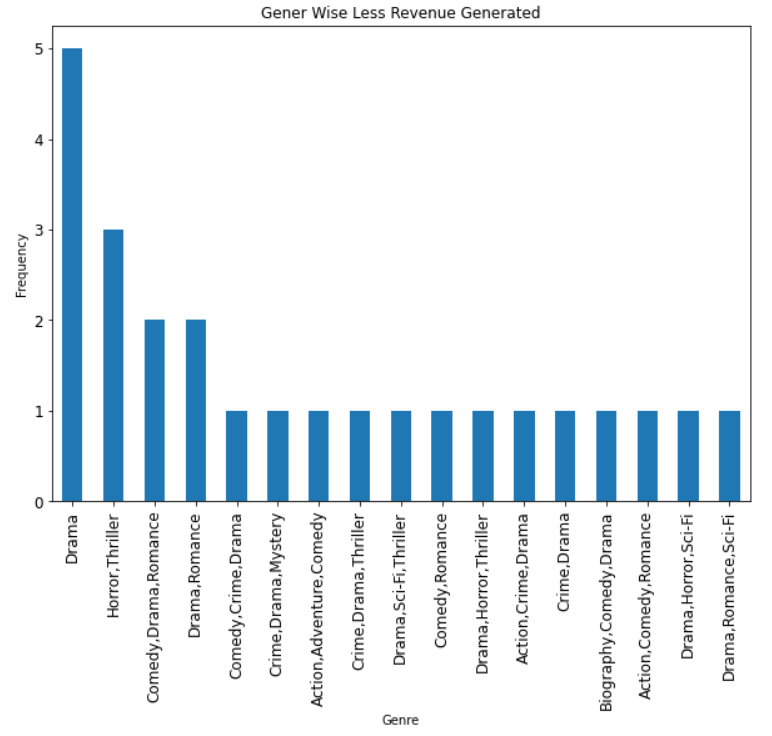 Gener Wise Less Revenue Generated
5
4
3
2
1
0
Frequency
Drama
Horror,Thriller
Comedy,Drama,Romance
Drama,Romance
Comedy,Crime,Drama
Crime,Drama,Mystery
Action,Adventure,Comedy
Crime,Drama,Thriller
Drama,Sci-Fi,Thriller
Comedy,Romance
Drama,Horror,Thriller
Action,Crime,Drama
Crime,Drama
Biography,Comedy,Drama
Action,Comedy,Romance
Drama,Horror,Sci-Fi
Drama,Romance,Sci-Fi
Genre